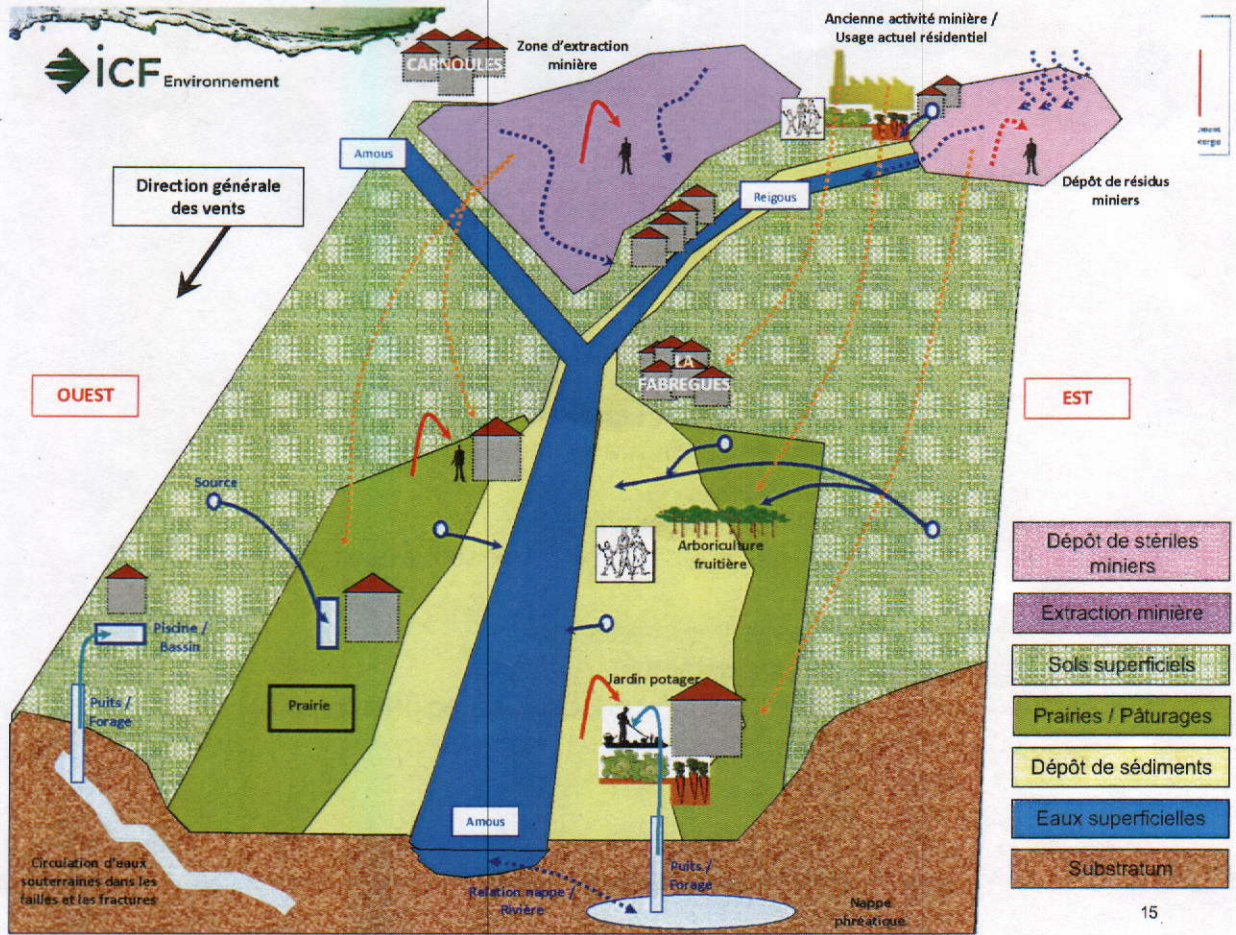 iCF Environnement
CARNOULES
Zone d'extraction
minière
Ancienne activité minière /
Usage actuel résidentiel
Amous
Direction générale
des vents
Reigous
Dépôt de résidus
miniers
OUEST
LA
FABREGUES
EST
Source
Arboriculture
fruitière
Piscine /
Bassin
Prairie
Puits /
Forage
Jardin potager
Amous
Circulation d'eaux
souterraines dans les
failles et les fractures
Relation nappe /
Rivière
Puits /
Forage
Nappe
phréatique
Dépôt de stériles
miniers
Extraction minière
Sols superficiels
Prairies / Pâturages
Dépôt de sédiments
Eaux superficielles
Substratum
15